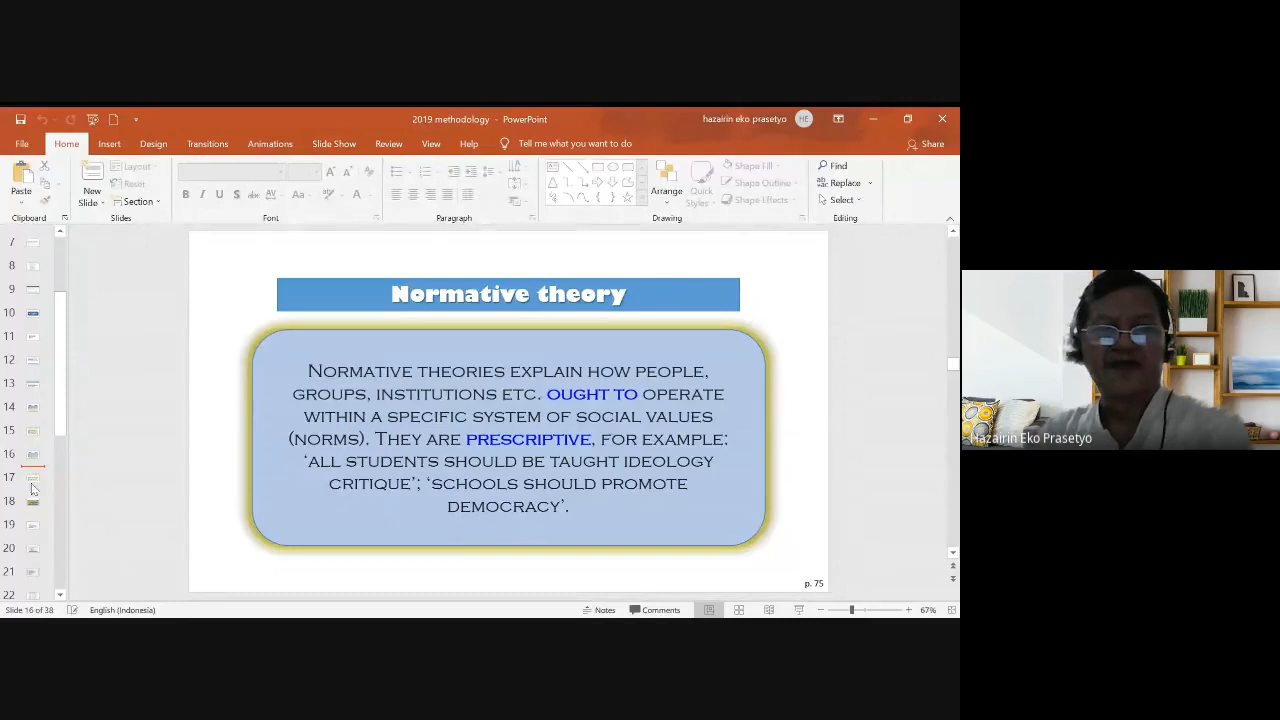 2019 methodology - PowerPoint
hazairin eko prasetyo HE
File Home Insert Design Transitions Animations Slide Show Review View Help Tell me what you want to do Share
Paste
Clipboard
New
Slide
Layout
Reset
Section
Slides
B I U S abc AV Aa A
Font
Paragraph
Arrange
Quick
Styles
Shape Fill
Shape Outline
Shape Effects
Drawing
Find
Replace
Select
Editing
7
8
9
10
11
12
13
14
15
16
17
18
19
20
21
22
Normative theory
Normative theories explain how people,
groups, institutions etc. ought to operate
within a specific system of social values
(norms). They are prescriptive, for example:
‘all students should be taught ideology
critique’; ‘schools should promote
democracy’.
p. 75
Hazairin Eko Prasetyo
Slide 16 of 38 English (Indonesia) Notes Comments 67%